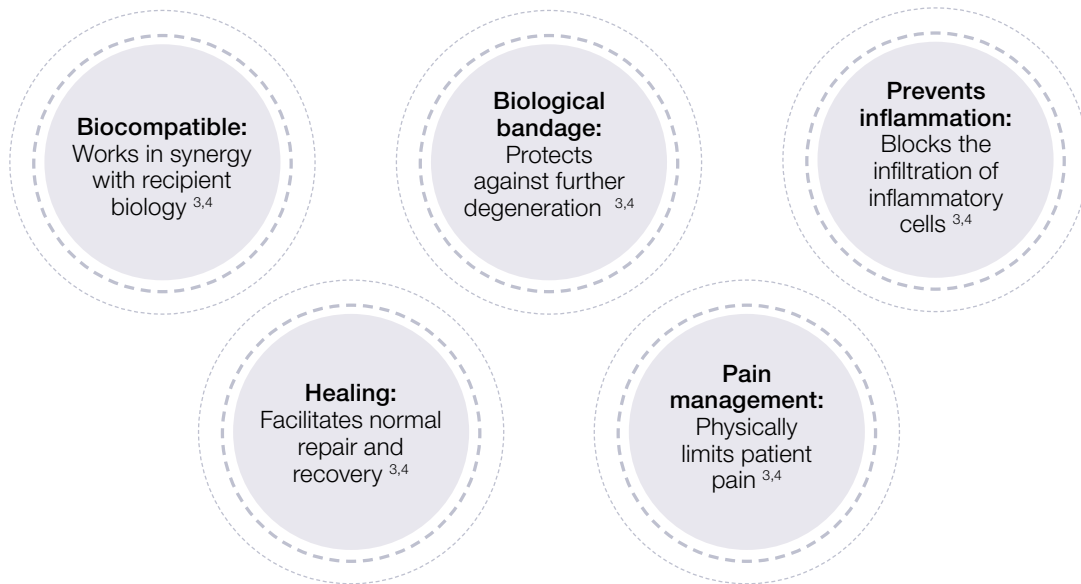 Biocompatible:
Works in synergy
with recipient
biology 3,4
Biological
bandage:
Protects
against further
degeneration 3,4
Prevents
inflammation:
Blocks the
infiltration of
inflammatory
cells 3,4
Healing:
Facilitates normal
repair and
recovery 3,4
Pain
management:
Physically
limits patient
pain 3,4